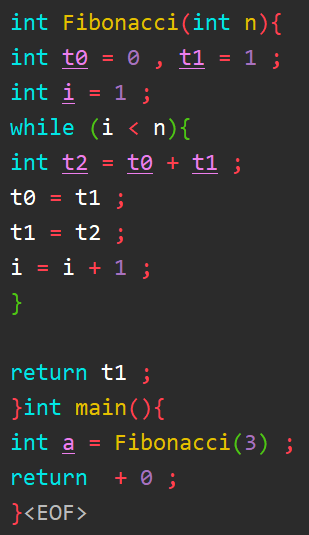 int Fibonacci(int n){
int t0 = 0 , t1 = 1 ;
int i = 1 ;
while (i < n){
int t2 = t0 + t1 ;
t0 = t1 ;
t1 = t2 ;
i = i + 1 ;
}
return t1 ;
}int main(){
int a = Fibonacci(3) ;
return  + 0 ;
}<EOF>